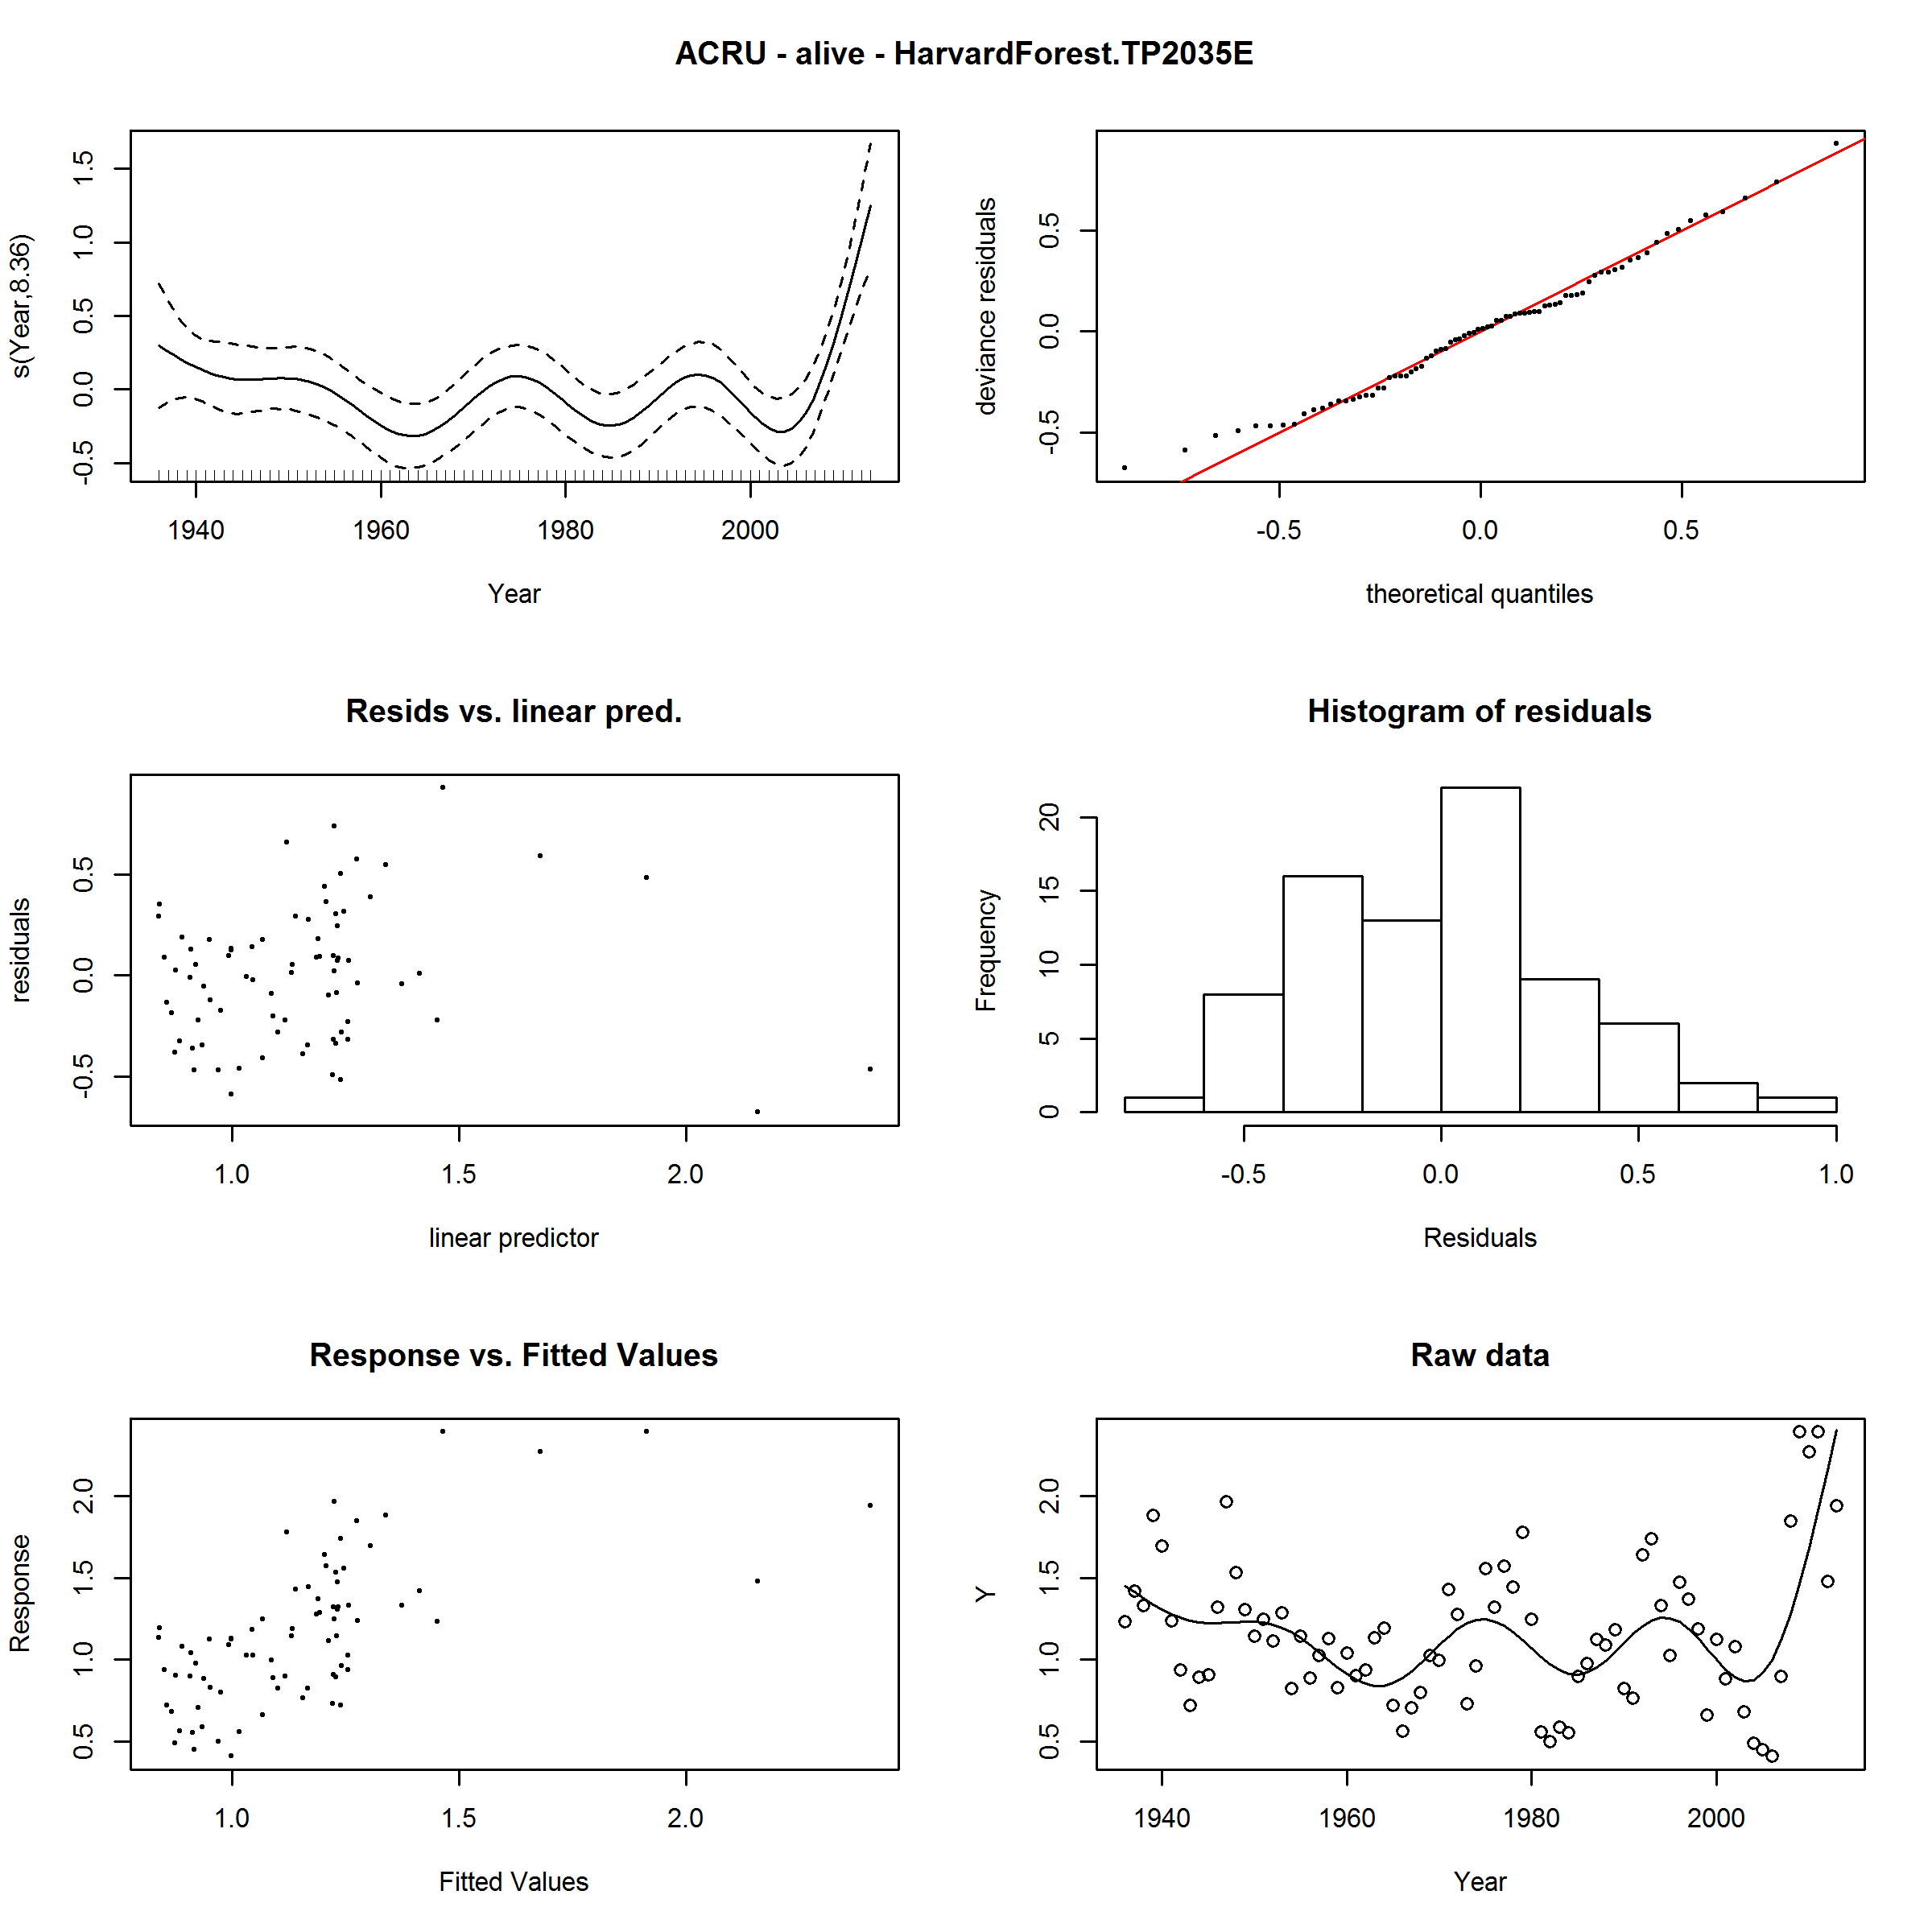 ACRU - alive - HarvardForest.TP2035E
s(Year,8.36)
-0.5 0.0 0.5 1.0 1.5
1940 1960 1980 2000
Year
deviance residuals
-0.5 0.0 0.5
-0.5 0.0 0.5
theoretical quantiles
Resids vs. linear pred.
residuals
-0.5 0.0 0.5
1.0 1.5 2.0
linear predictor
Histogram of residuals
Frequency
0 5 10 15 20
-0.5 0.0 0.5 1.0
Residuals
Response vs. Fitted Values
Response
0.5 1.0 1.5 2.0
1.0 1.5 2.0
Fitted Values
Raw data
Y
0.5 1.0 1.5 2.0
1940 1960 1980 2000
Year